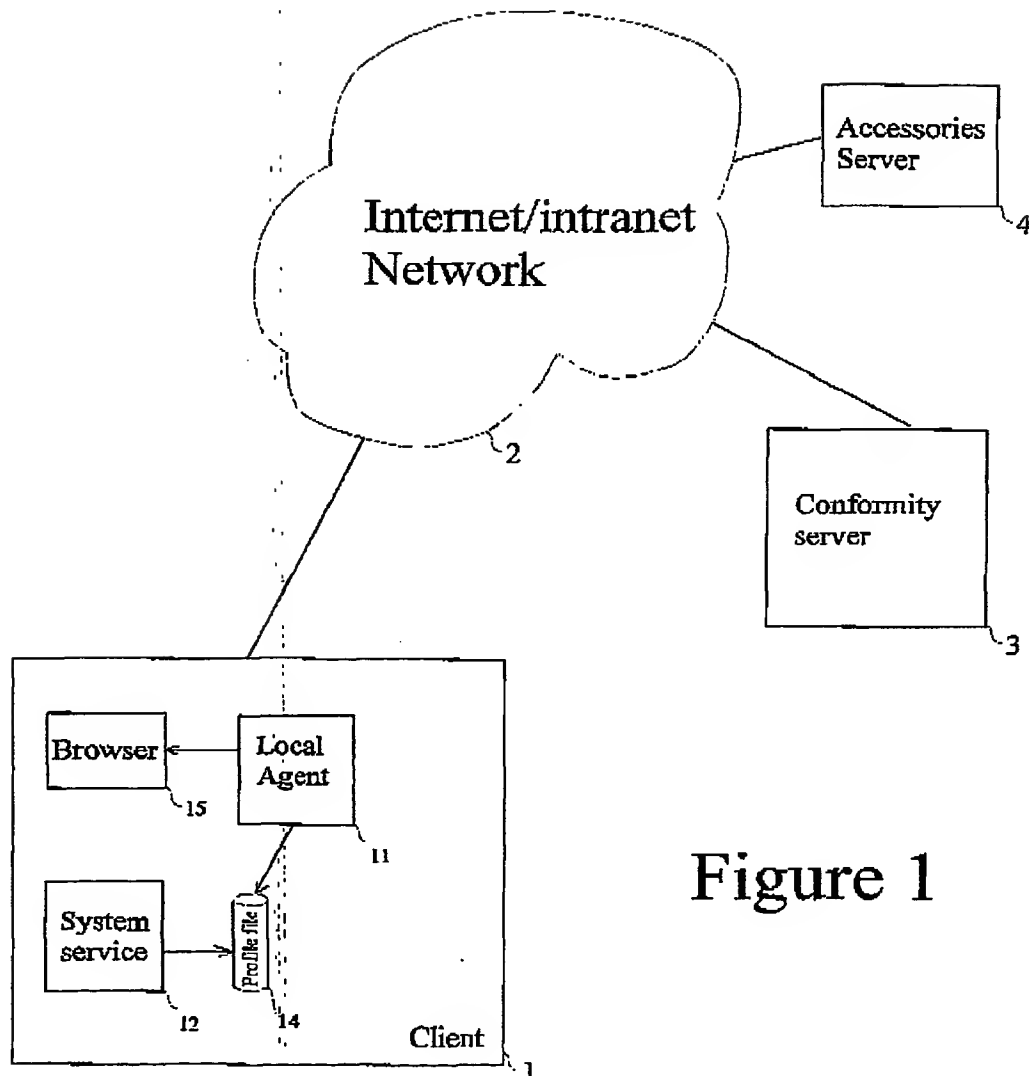 Accessories
Server
4
Internet/intranet
Network
2
Conformity
server
3
Browser
15
Local
Agent
11
System
service
12
Profile file
14
Client
1
Figure 1